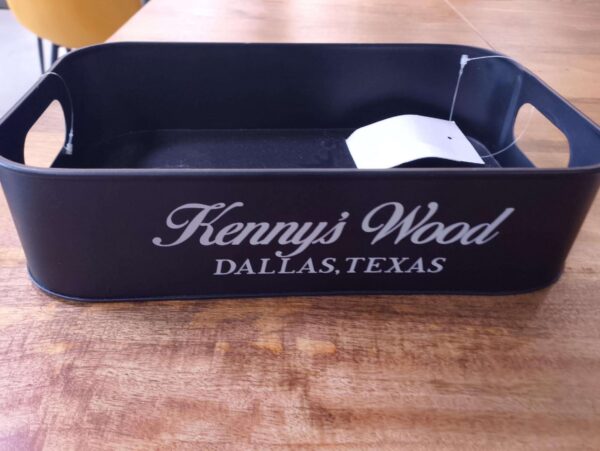 Kenny's Wood
DALLAS, TEXAS